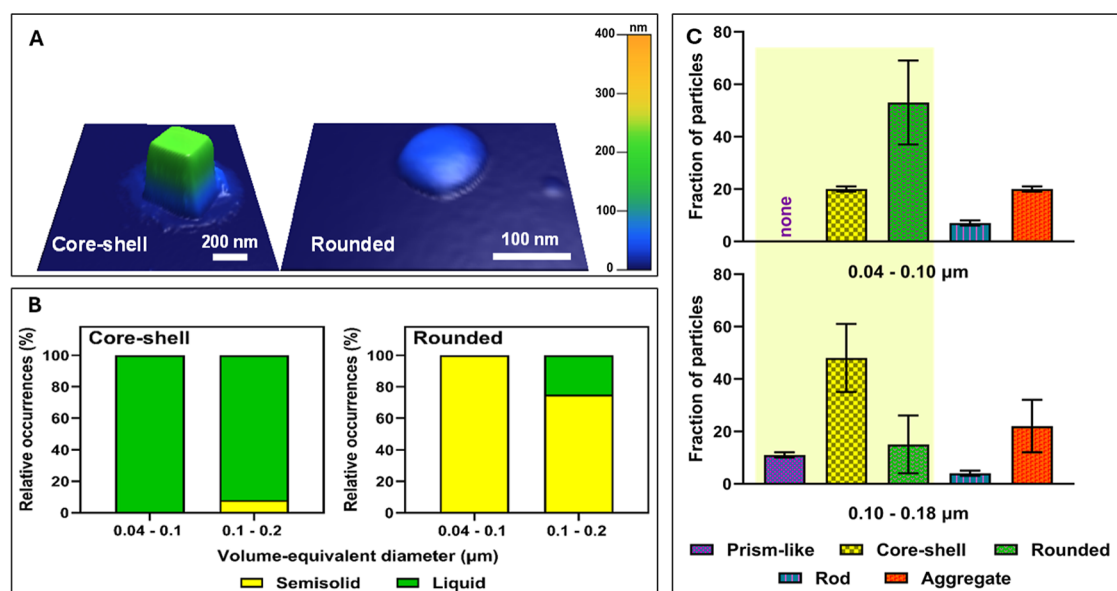 A
nm
400
300
200
100
0
Core-shell
200 nm
Rounded
100 nm
B
Core-shell
Relative occurrences (%)
100
80
60
40
20
0
0.04 - 0.1
0.1 - 0.2
Rounded
Relative occurrences (%)
100
80
60
40
20
0
0.04 - 0.1
0.1 - 0.2
Volume-equivalent diameter (µm)
Semisolid
Liquid
C
Fraction of particles
80
60
40
20
0
none
0.04 - 0.10 µm
Fraction of particles
80
60
40
20
0
0.10 - 0.18 µm
Prism-like
Core-shell
Rounded
Rod
Aggregate